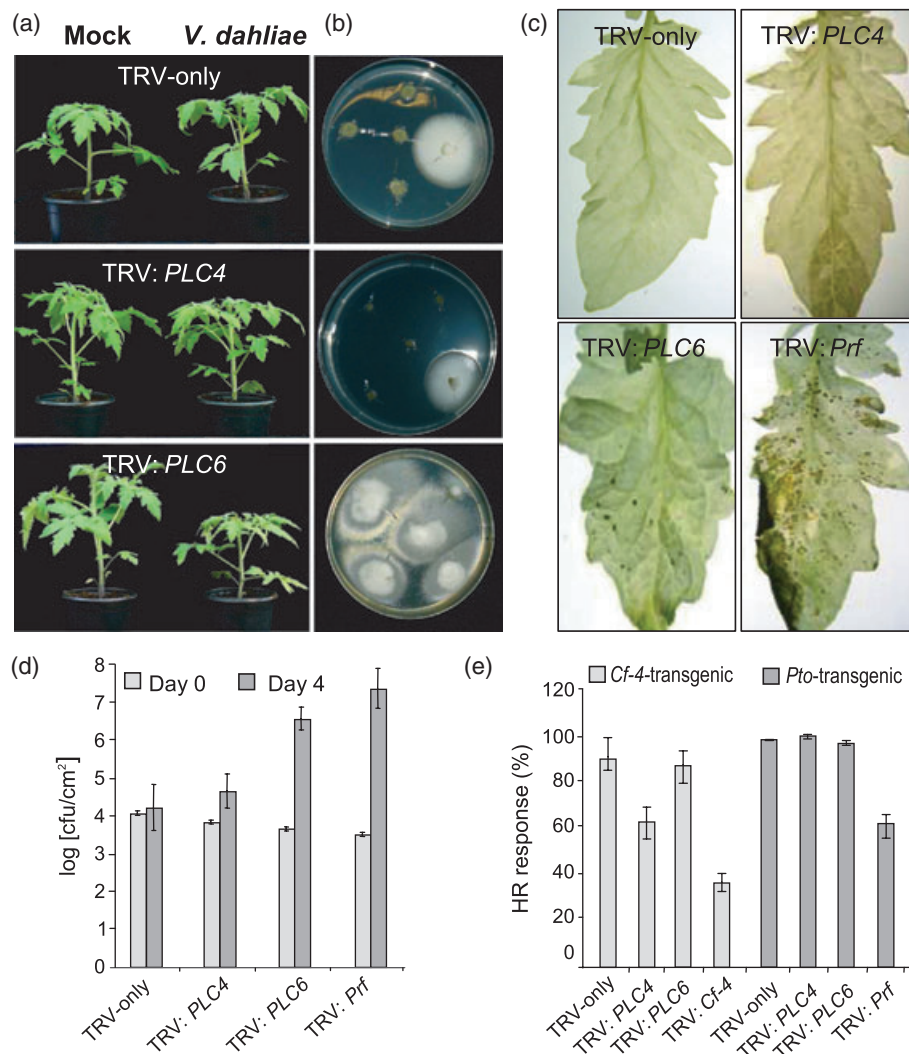 (a)
Mock
V. dahliae
(b)
TRV-only
TRV: PLC4
TRV: PLC6
(c)
TRV-only
TRV: PLC4
TRV: PLC6
TRV: Prf
(d)
Day 0
Day 4
8
7
6
5
4
3
2
1
0
log [cfu/cm²]
TRV-only
TRV: PLC4
TRV: PLC6
TRV: Prf
(e)
Cf-4-transgenic
Pto-transgenic
120
100
80
60
40
20
0
HR response (%)
TRV-only
TRV: PLC4
TRV: PLC6
TRV: Cf-4
TRV-only
TRV: PLC4
TRV: PLC6
TRV: Prf